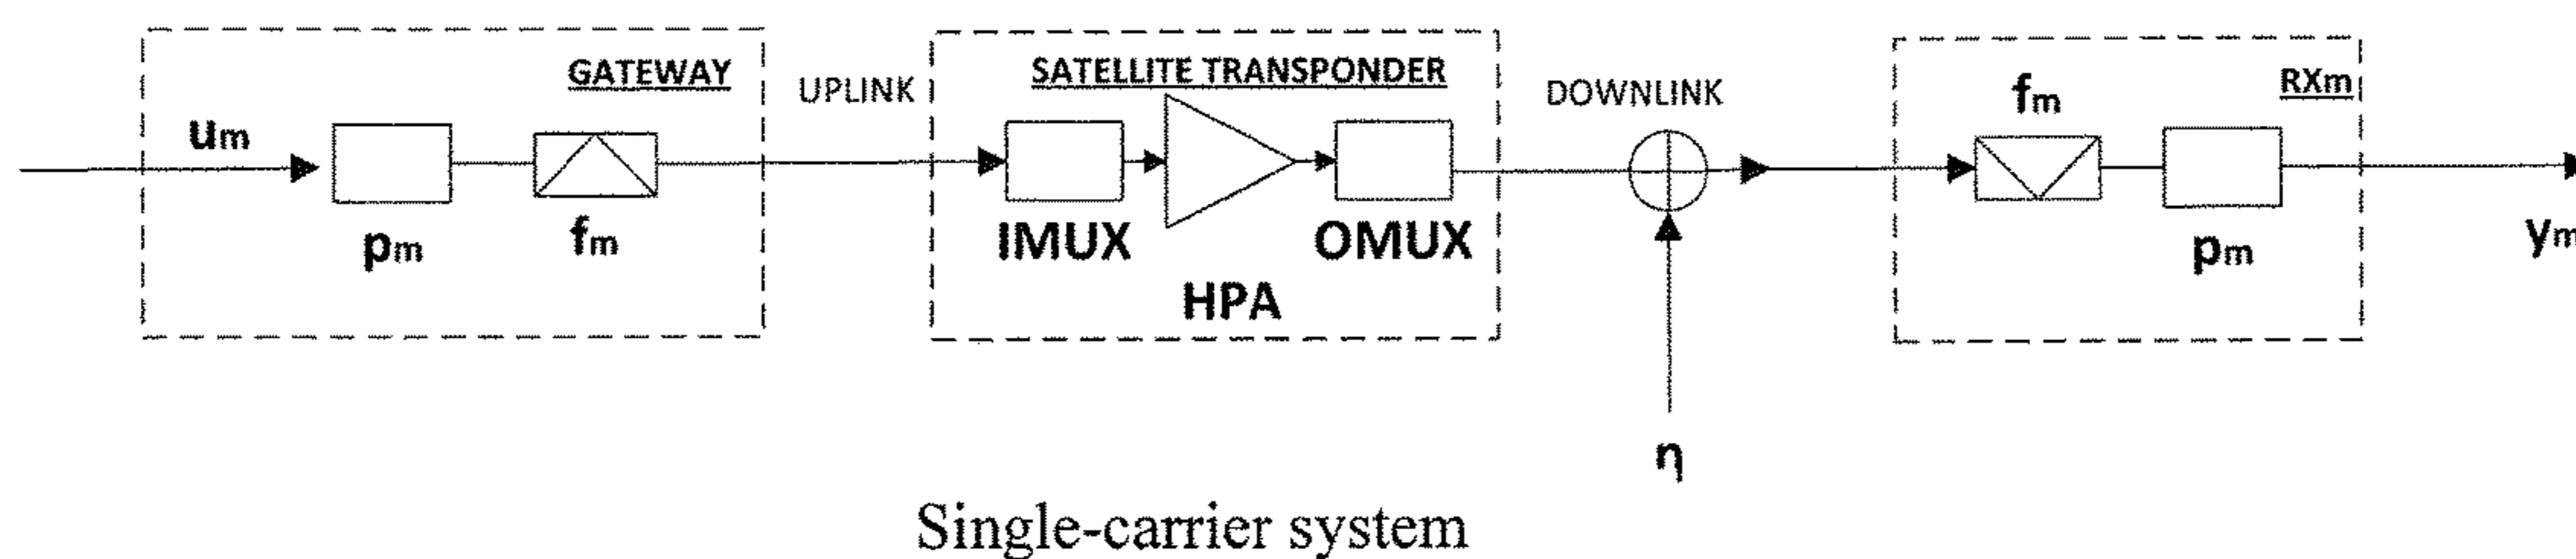 GATEWAY
um
pm
fm
UPLINK
SATELLITE TRANSPONDER
IMUX
OMUX
HPA
DOWNLINK
η
RXm
fm
pm
ym
Single-carrier system